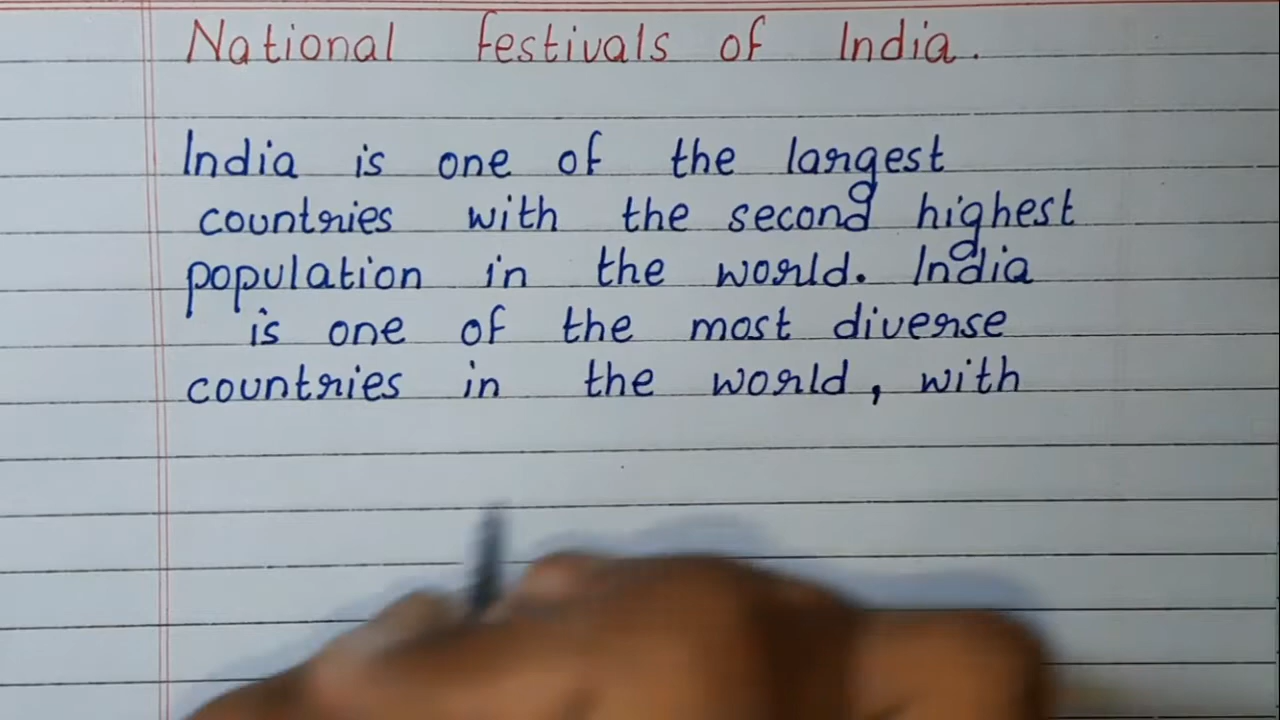 National festivals of India.
India is one of the largest
countries with the second highest
population in the world. India
is one of the most diverse
countries in the world, with